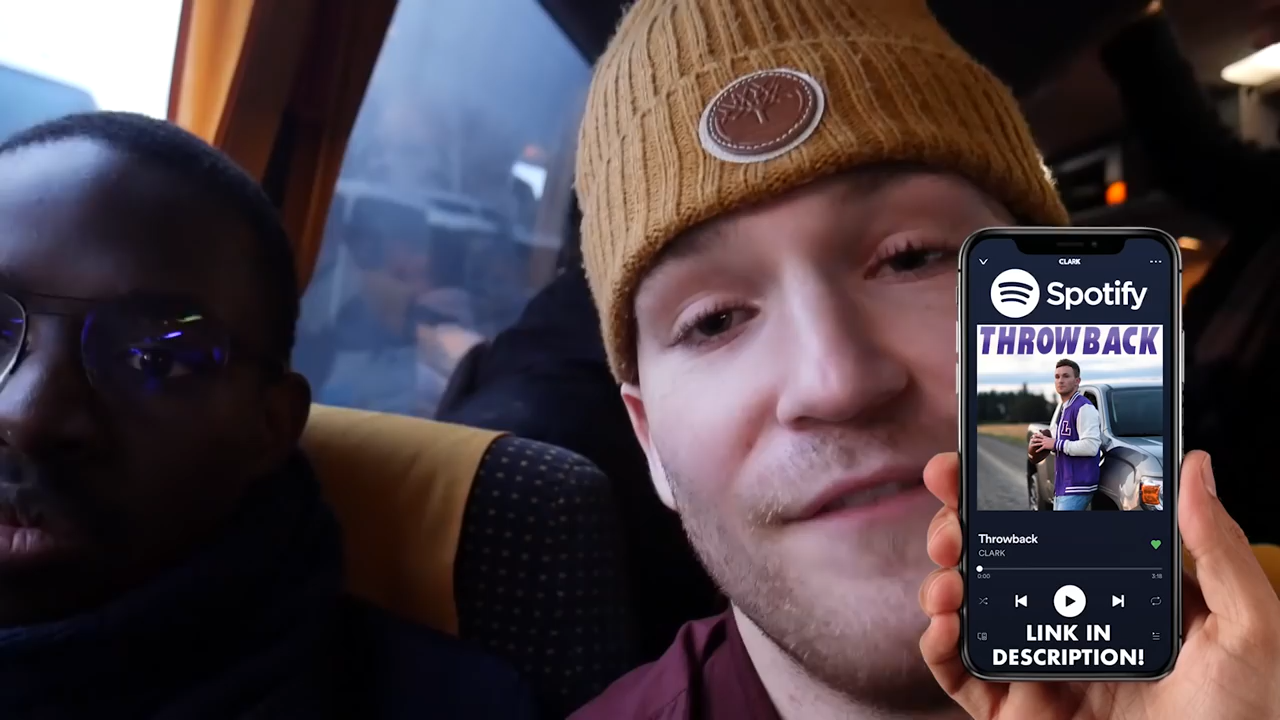 CLARK
Spotify
THROWBACK
L
Throwback
CLARK
0:00 3:18
LINK IN
DESCRIPTION!